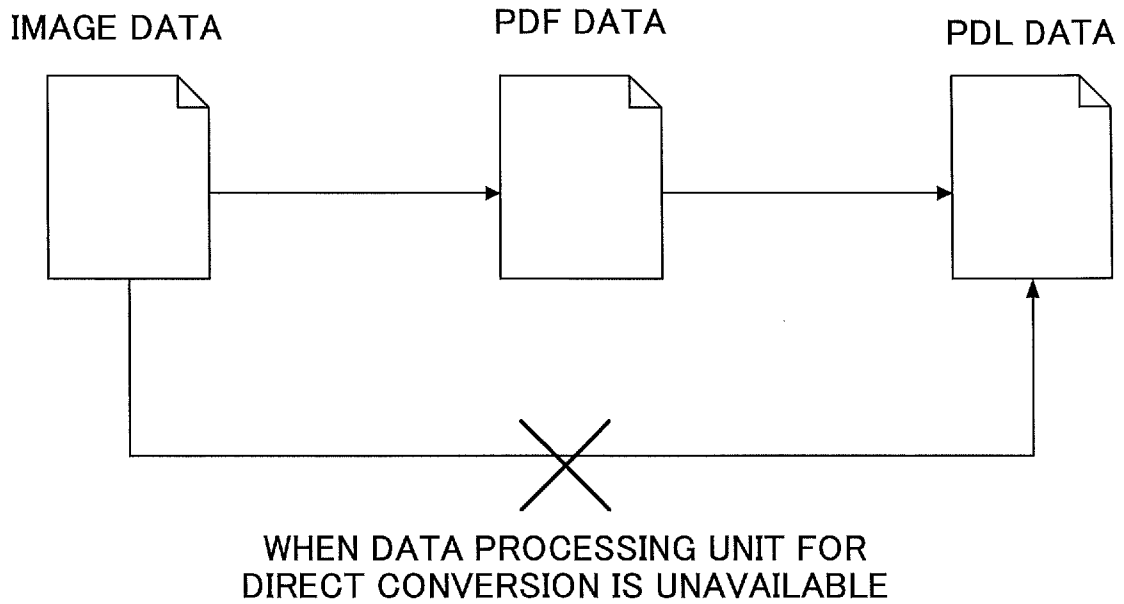 IMAGE DATA
PDF DATA
PDL DATA
WHEN DATA PROCESSING UNIT FOR
DIRECT CONVERSION IS UNAVAILABLE